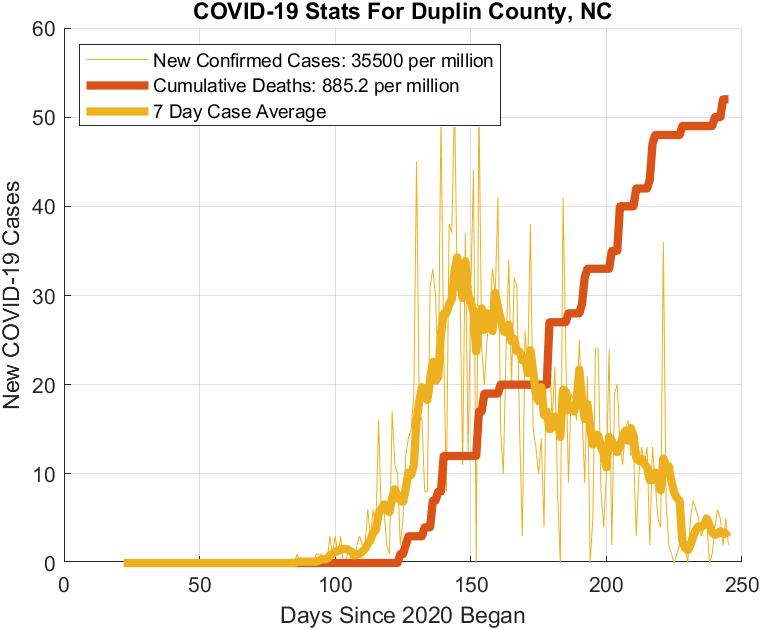 COVID-19 Stats For Duplin County, NC
60
New Confirmed Cases: 35500 per million
Cumulative Deaths: 885.2 per million
7 Day Case Average
50
40
30
20
10
0
New COVID-19 Cases
0 50 100 150 200 250
Days Since 2020 Began